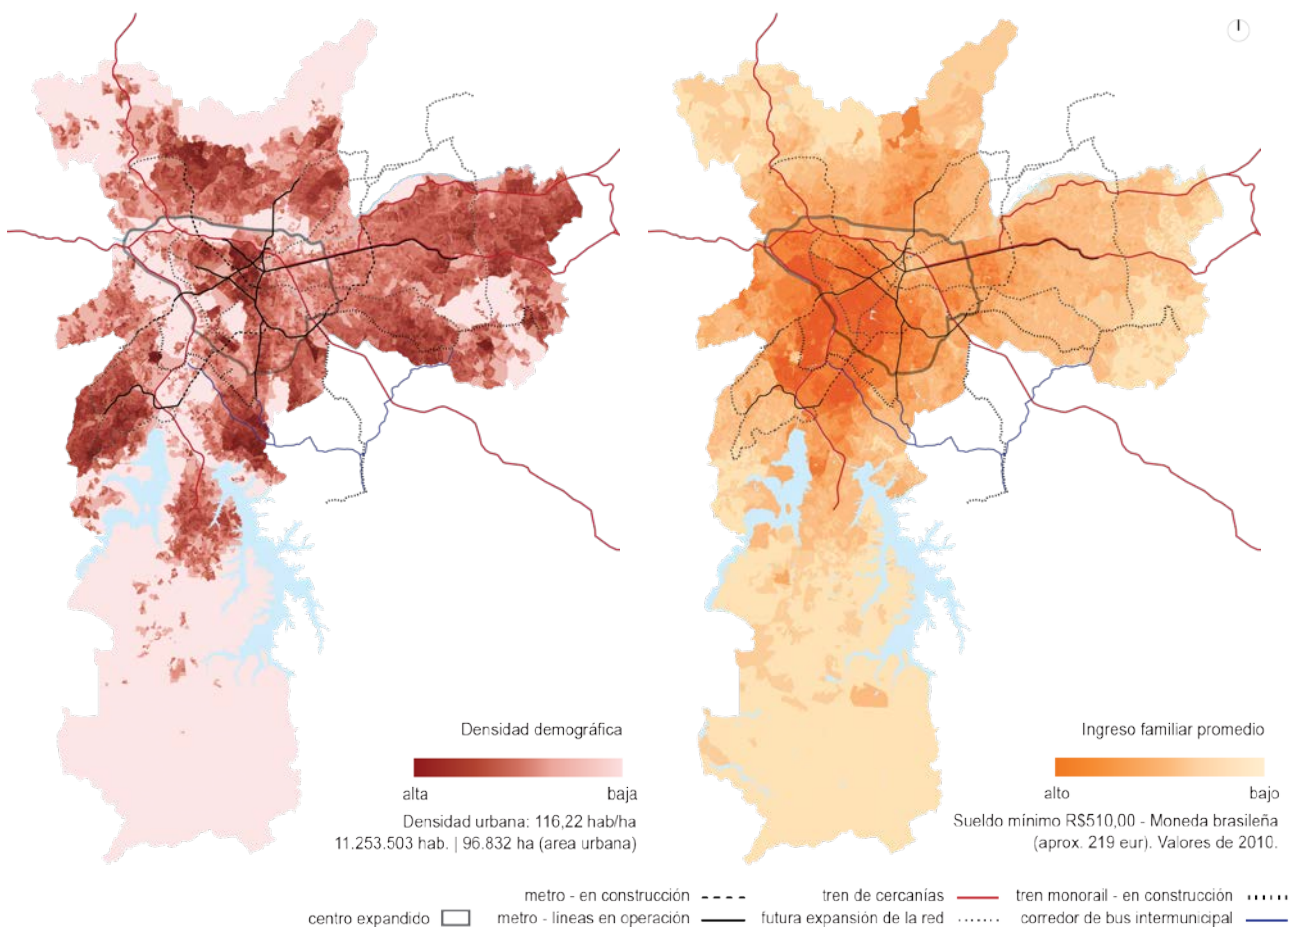 Densidad demográfica
alta baja
Densidad urbana: 116,22 hab/ha
11.253.503 hab. | 96.832 ha (area urbana)
Ingreso familiar promedio
alto bajo
Sueldo mínimo R$510,00 - Moneda brasileña
(aprox. 219 eur). Valores de 2010.
metro - en construcción tren de cercanías tren monorail - en construcción
centro expandido metro - líneas en operación futura expansión de la red corredor de bus intermunicipal